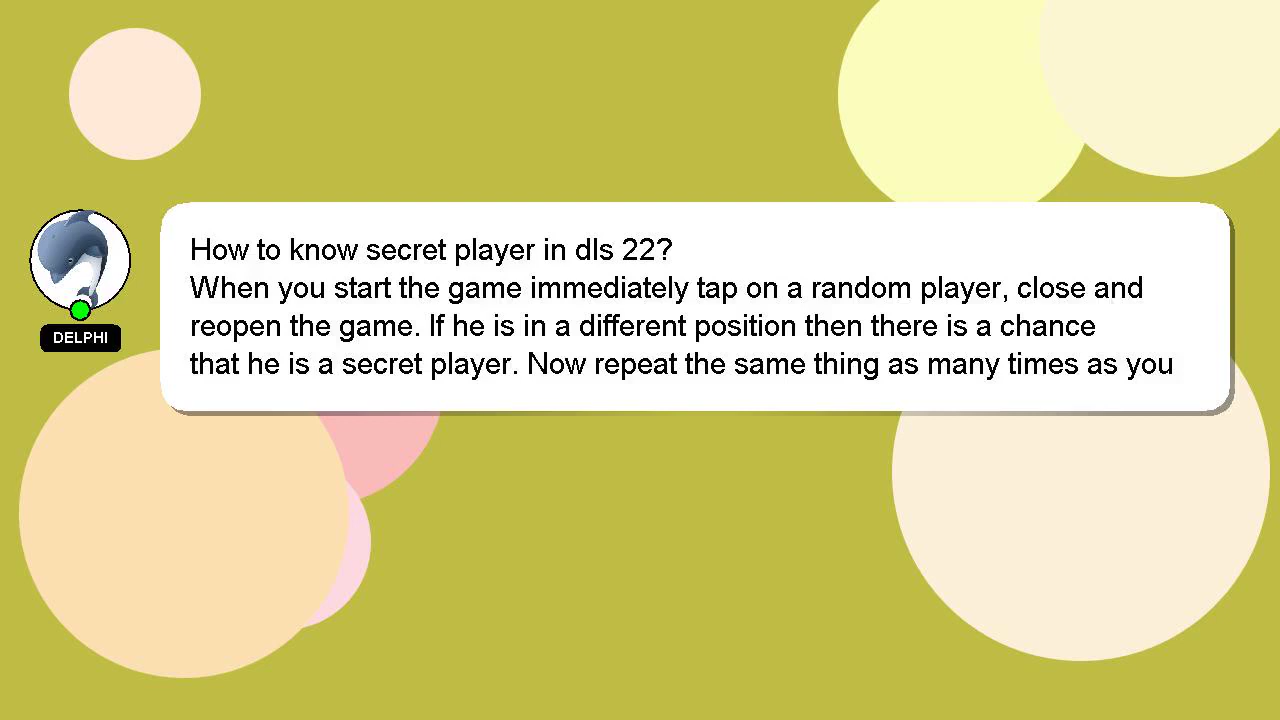 How to know secret player in dls 22?
When you start the game immediately tap on a random player, close and
reopen the game. If he is in a different position then there is a chance
that he is a secret player. Now repeat the same thing as many times as you
DELPHI